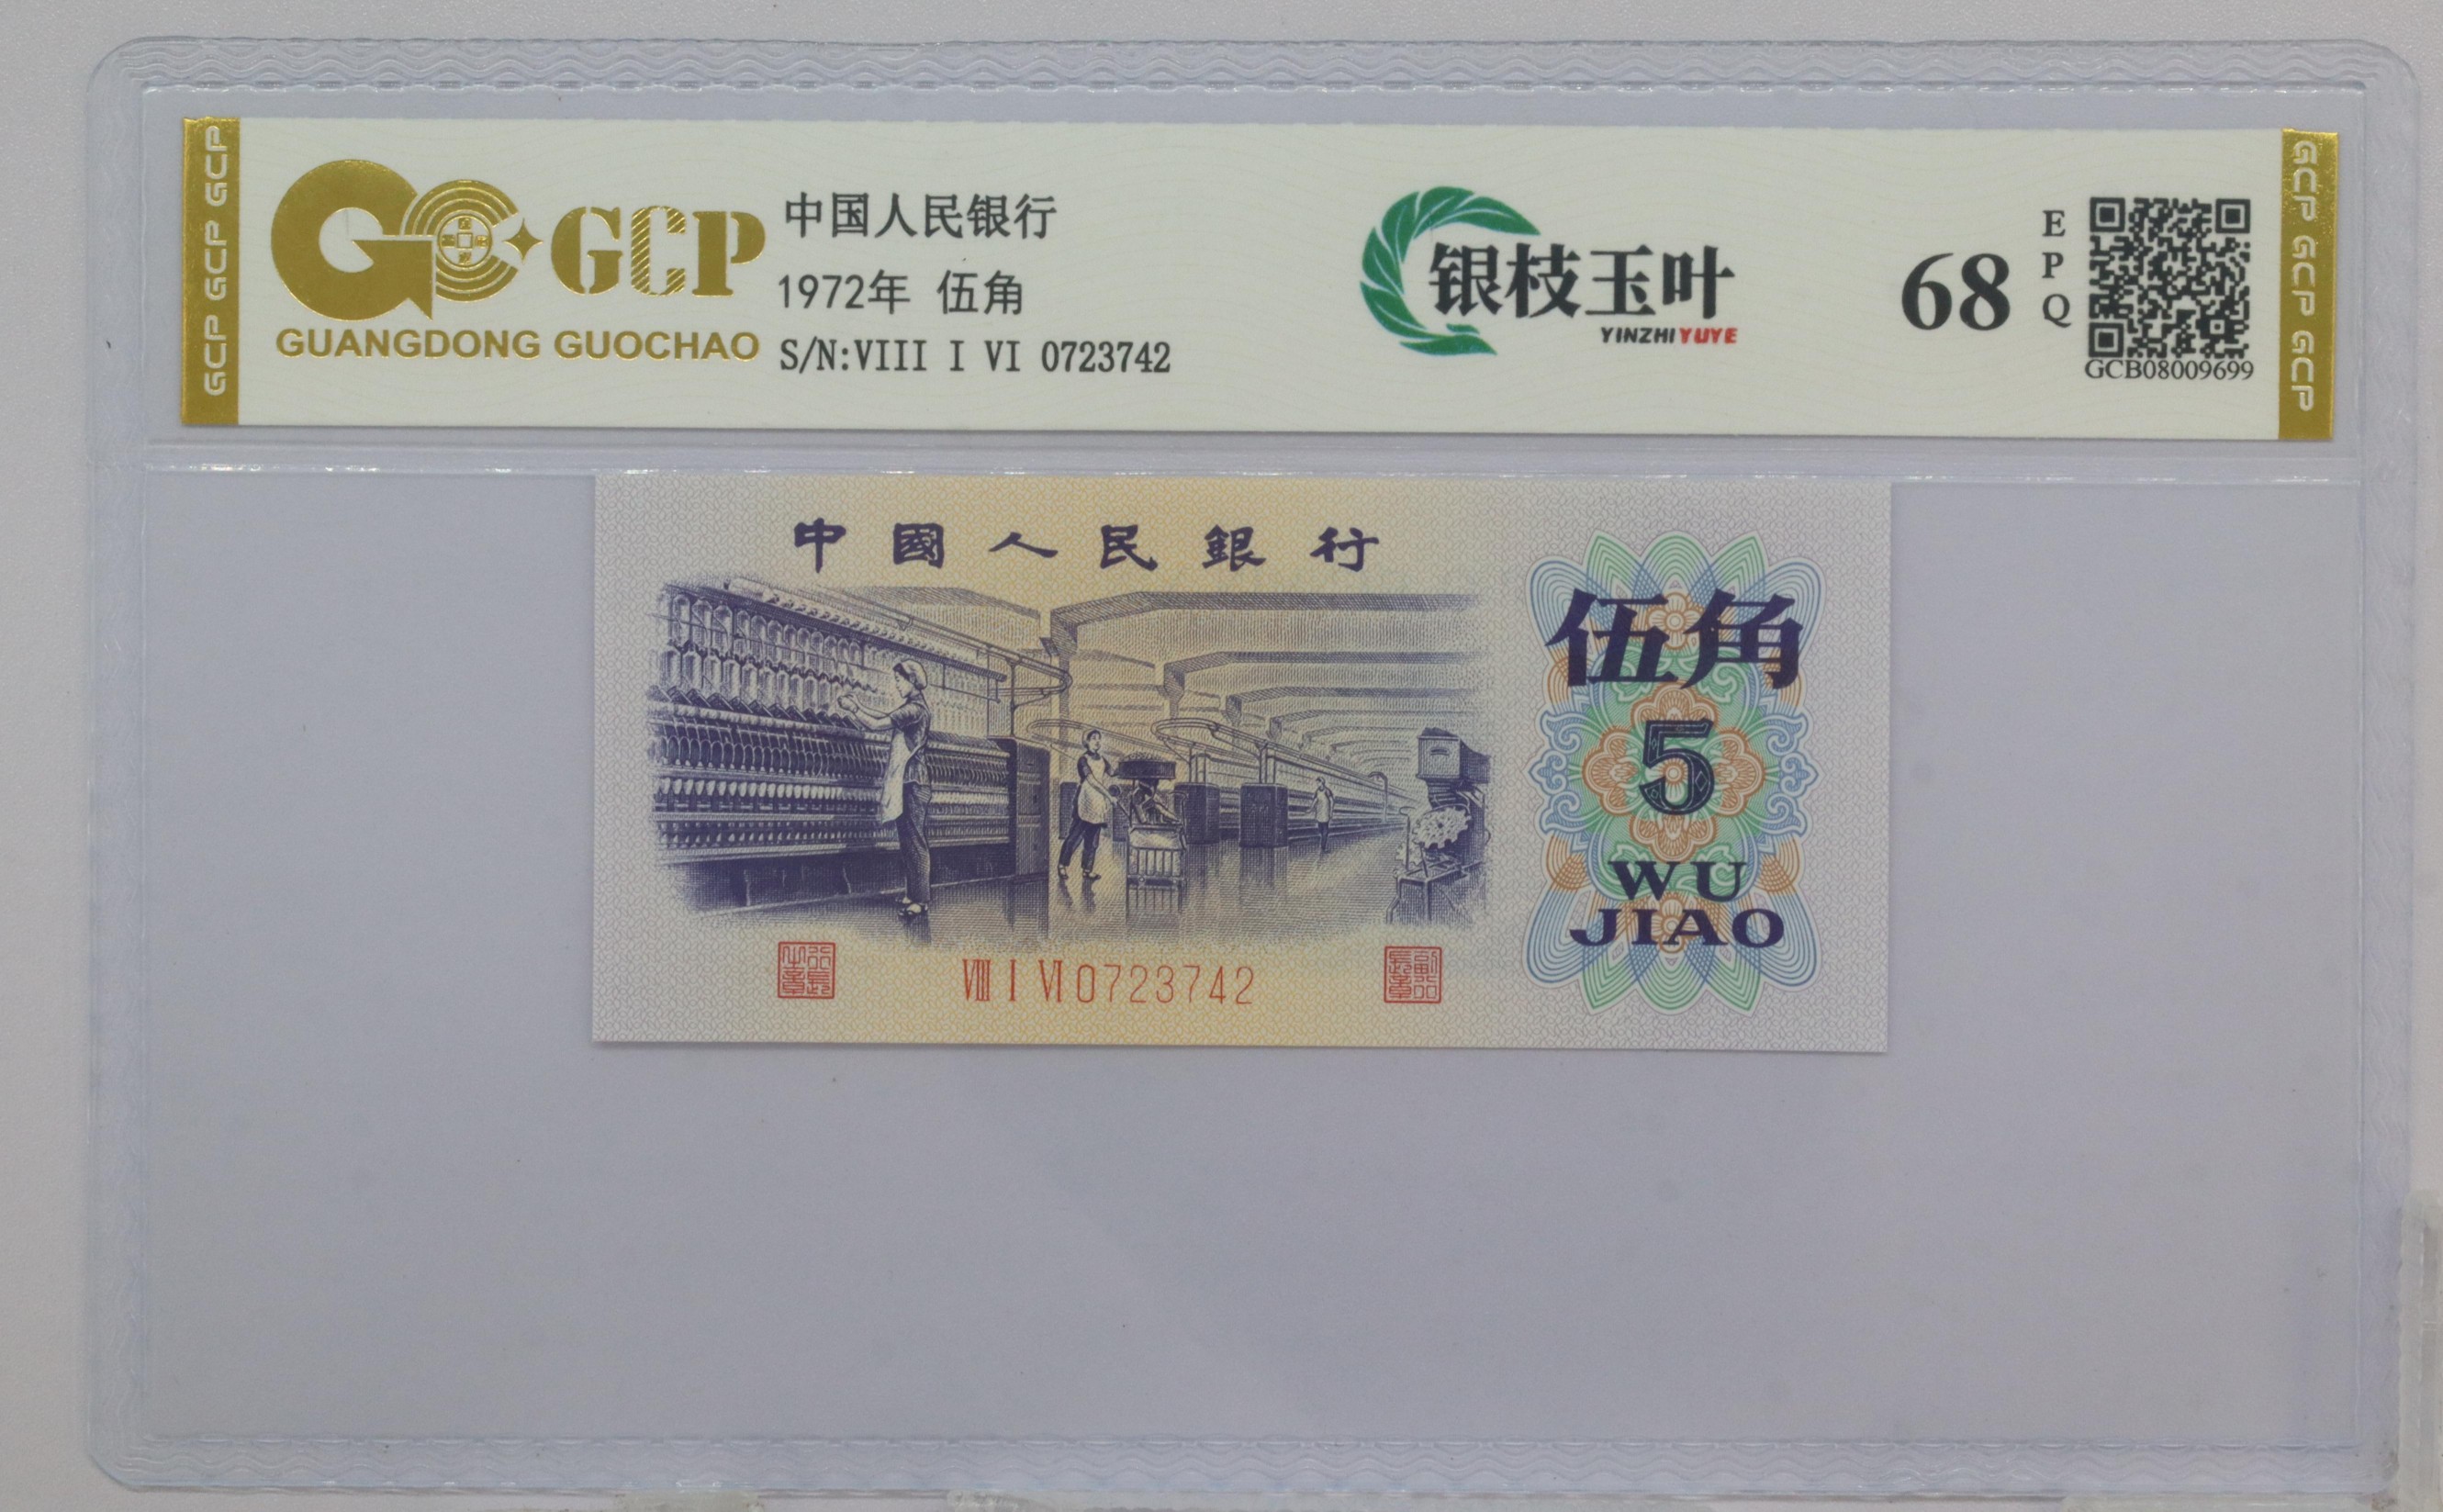 GCP GCP GCP
GCP
GUANGDONG GUOCHAO
中国人民银行
1972年 伍角
S/N:VIII I VI 0723742
银枝玉叶
YINZHIYUYE
68
EPQ
GCB08009699
GCP GCP GCP
中國人民銀行
伍角
5
WU
JIAO
VIII I VI 0723742